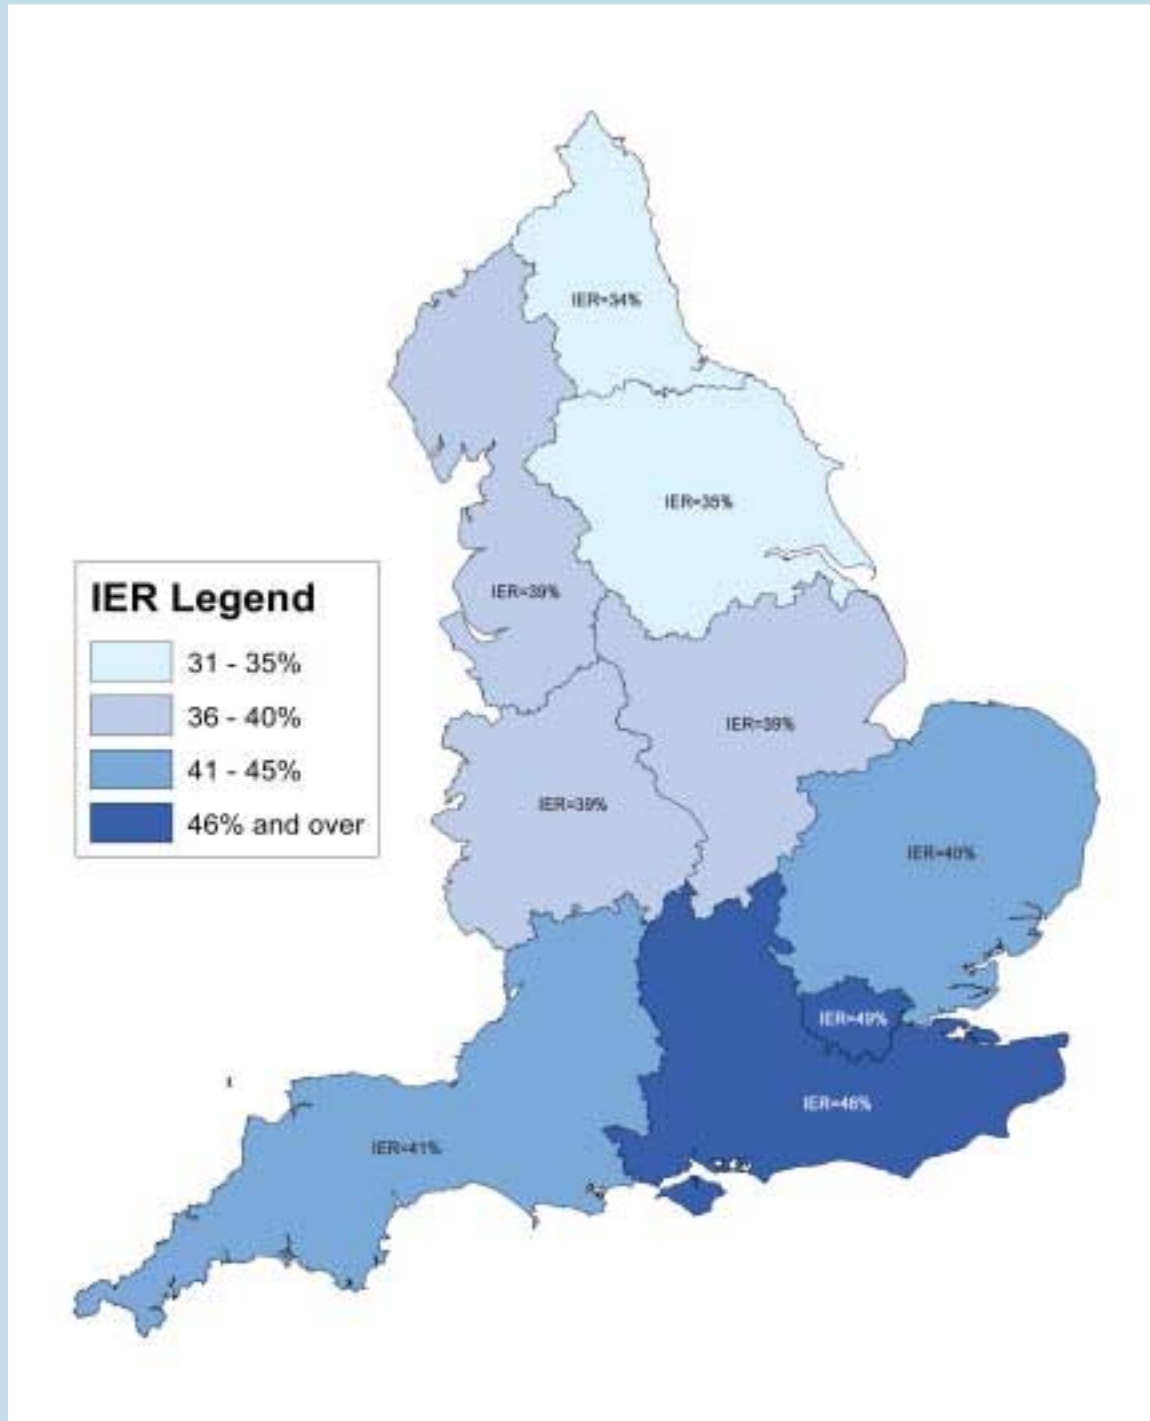 IER=34%
IER=35%
IER=39%
IER Legend
31 - 35%
36 - 40%
41 - 45%
46% and over
IER=39%
IER=39%
IER=40%
IER=49%
IER=46%
IER=41%